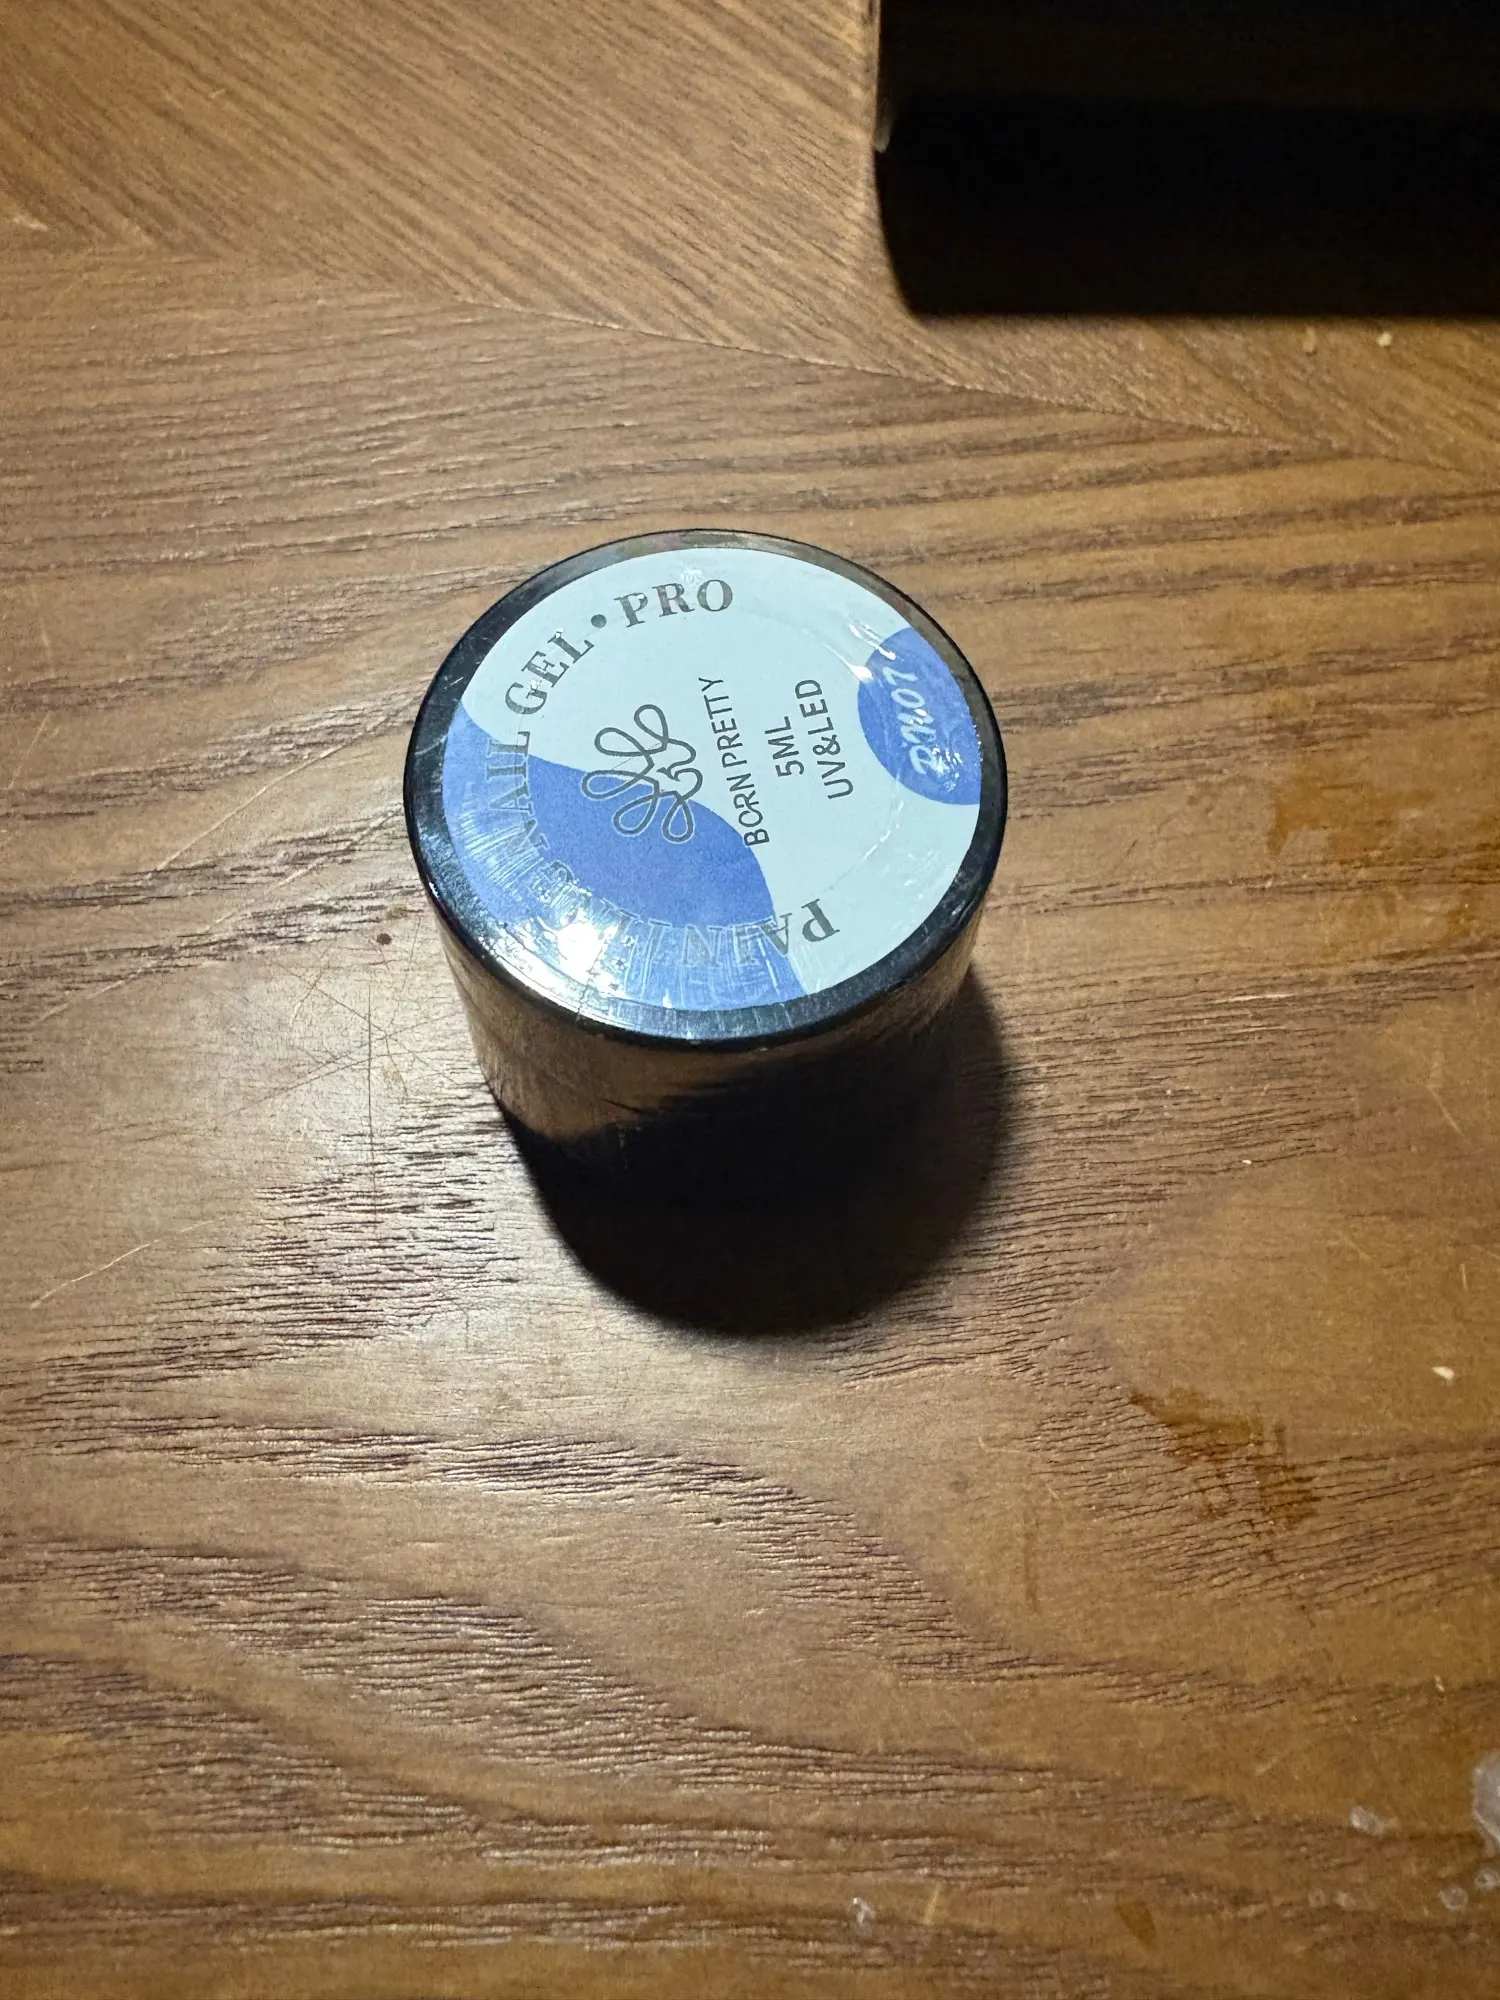 PAINTING NAIL GEL • PRO
BORN PRETTY
5ML
UV&LED